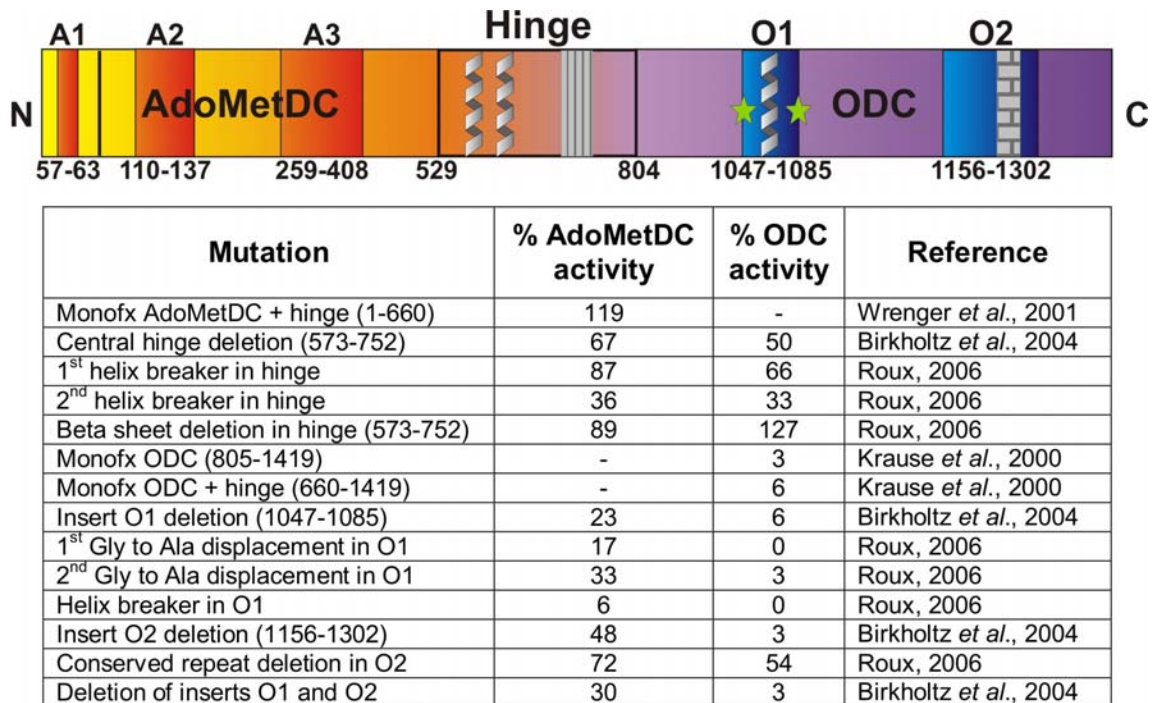 Hinge
A1 A2 A3 O1 O2
N AdoMetDC ODC C
57-63 110-137 259-408 529 804 1047-1085 1156-1302
Mutation % AdoMetDC activity % ODC activity Reference
Monofx AdoMetDC + hinge (1-660) 119 - Wrenger et al., 2001
Central hinge deletion (573-752) 67 50 Birkholtz et al., 2004
1st helix breaker in hinge 87 66 Roux, 2006
2nd helix breaker in hinge 36 33 Roux, 2006
Beta sheet deletion in hinge (573-752) 89 127 Roux, 2006
Monofx ODC (805-1419) - 3 Krause et al., 2000
Monofx ODC + hinge (660-1419) - 6 Krause et al., 2000
Insert O1 deletion (1047-1085) 23 6 Birkholtz et al., 2004
1st Gly to Ala displacement in O1 17 0 Roux, 2006
2nd Gly to Ala displacement in O1 33 3 Roux, 2006
Helix breaker in O1 6 0 Roux, 2006
Insert O2 deletion (1156-1302) 48 3 Birkholtz et al., 2004
Conserved repeat deletion in O2 72 54 Roux, 2006
Deletion of inserts O1 and O2 30 3 Birkholtz et al., 2004